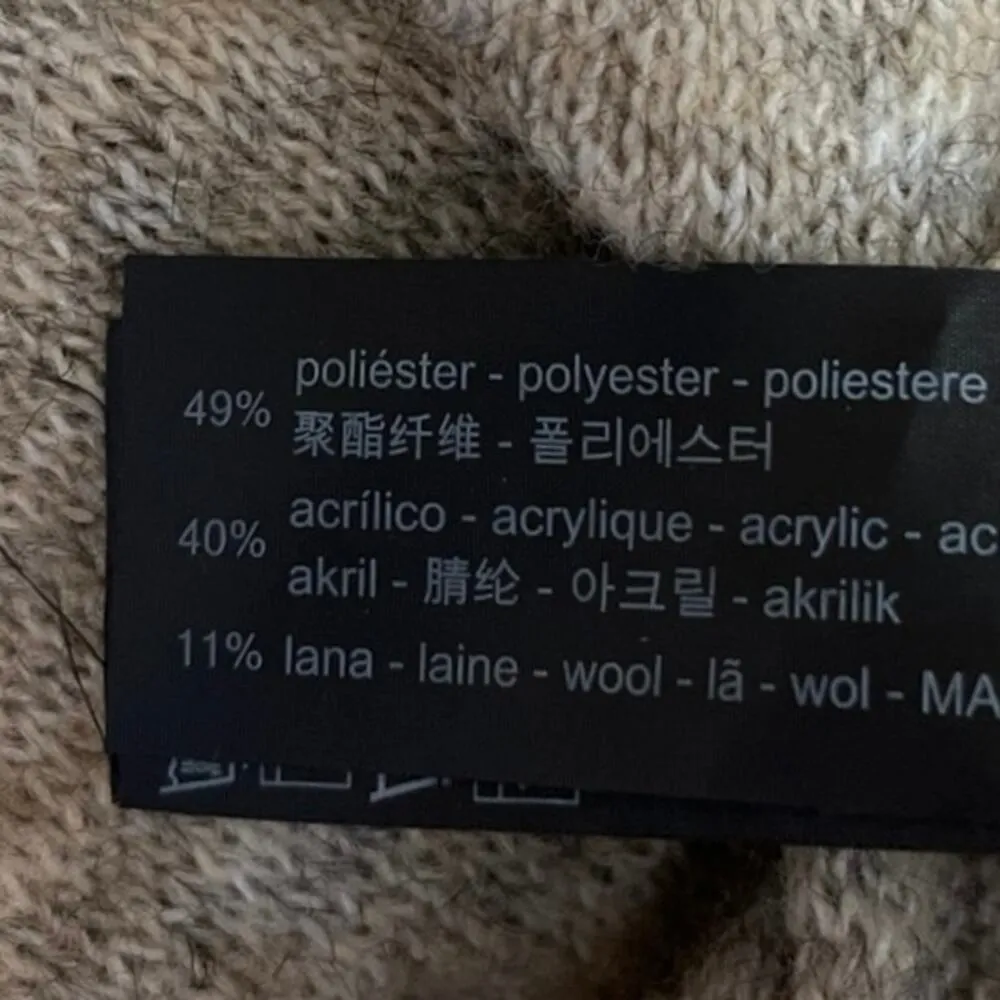 49% poliéster - polyester - poliestere
聚酯纤维 - 폴리에스터
40% acrílico - acrylique - acrylic - ac
akril - 腈纶 - 아크릴 - akrilik
11% lana - laine - wool - lã - wol - MA